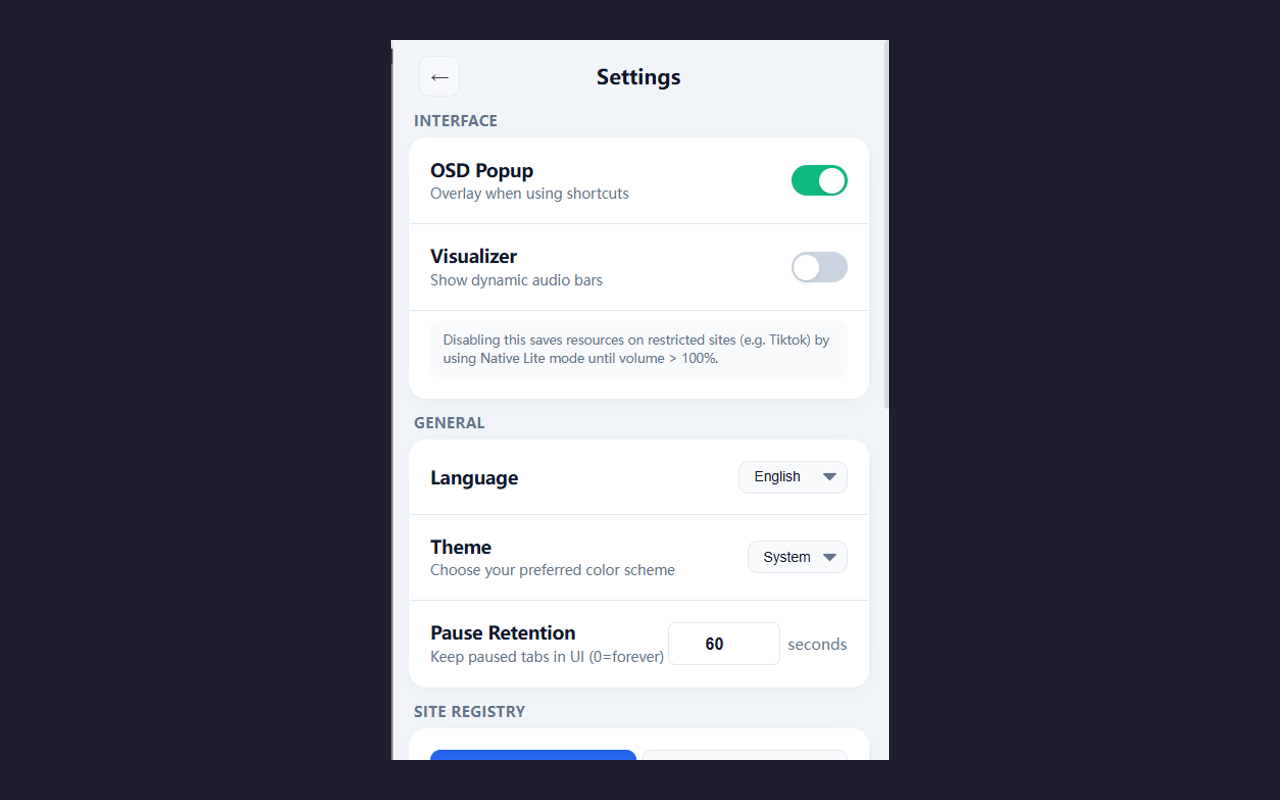 ←
Settings
INTERFACE
OSD Popup
Overlay when using shortcuts
Visualizer
Show dynamic audio bars
Disabling this saves resources on restricted sites (e.g. Tiktok) by
using Native Lite mode until volume > 100%.
GENERAL
Language
English
Theme
Choose your preferred color scheme
System
Pause Retention
Keep paused tabs in UI (0=forever)
60
seconds
SITE REGISTRY